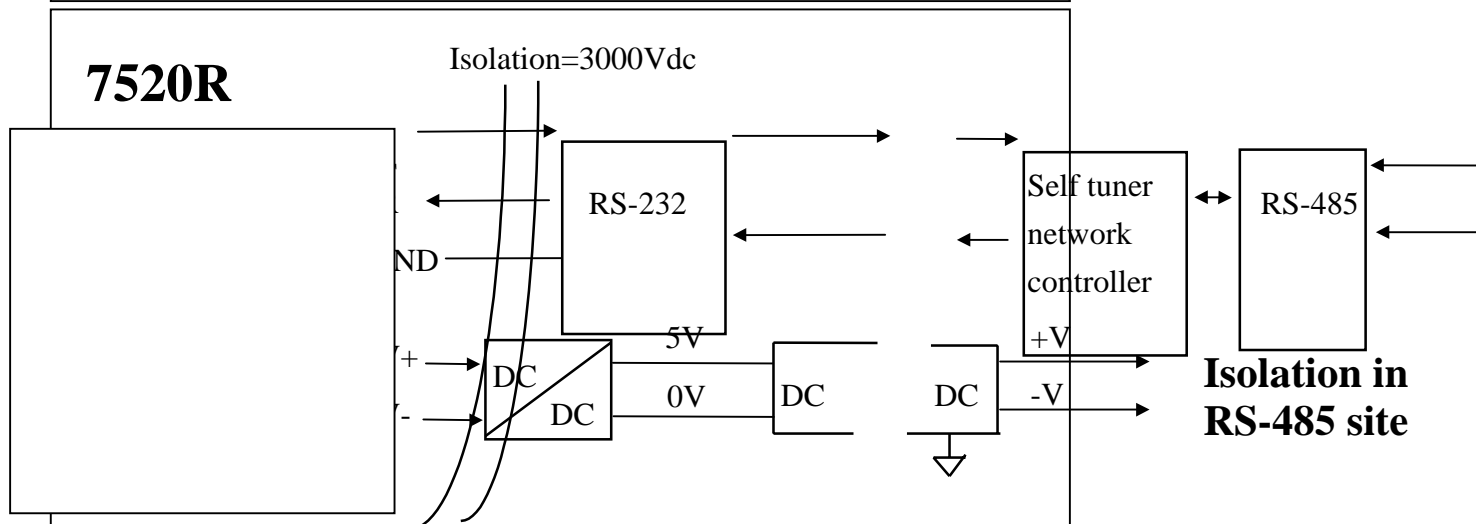 Isolation=3000Vdc
7520R
RS-232
Self tuner
network
controller
RS-485
ND
5V
0V
+V
-V
DC
DC
DC
DC
Isolation in
RS-485 site